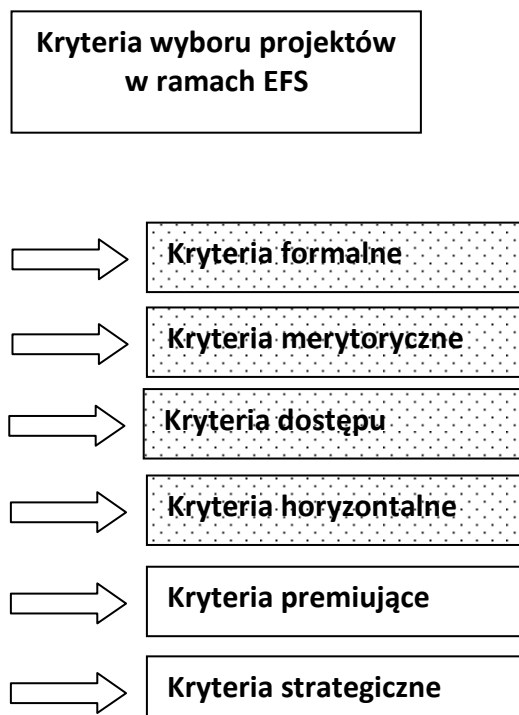 Kryteria wyboru projektów
w ramach EFS
Kryteria formalne
Kryteria merytoryczne
Kryteria dostępu
Kryteria horyzontalne
Kryteria premiujące
Kryteria strategiczne